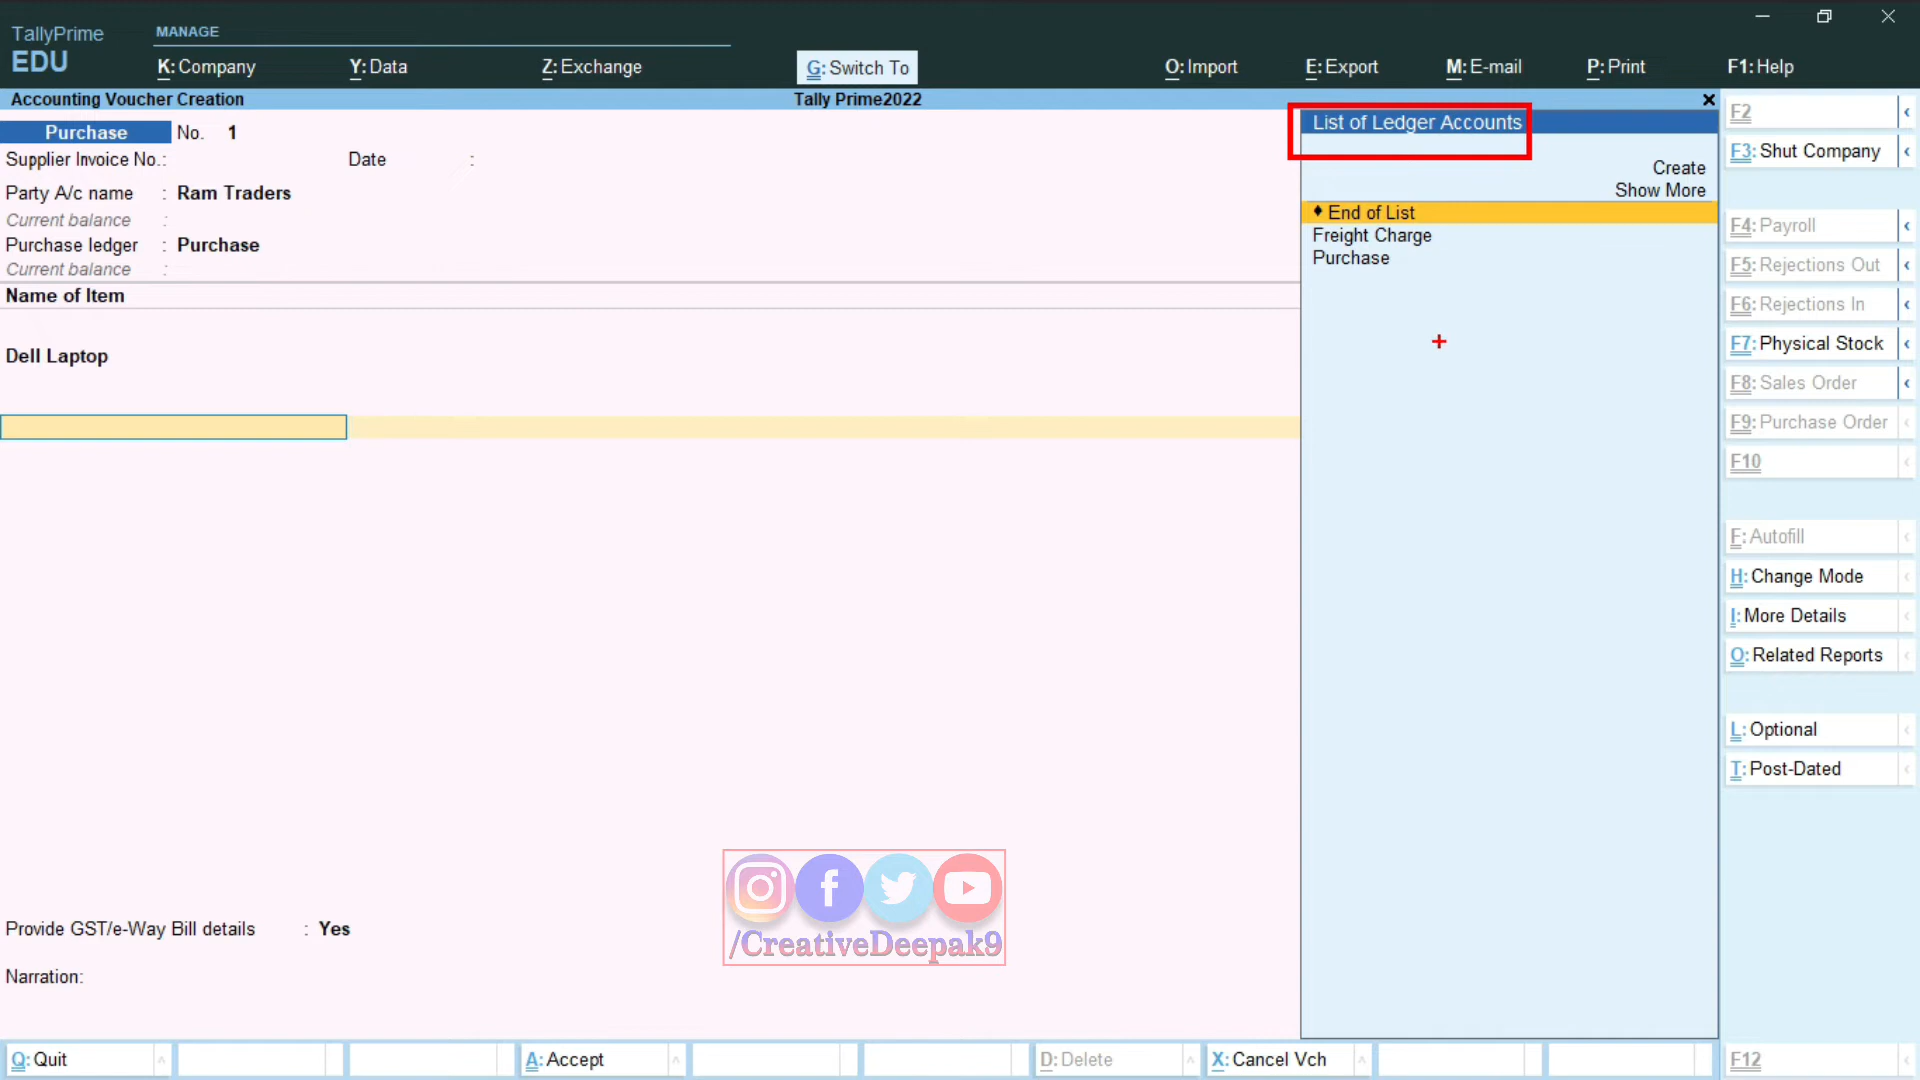 TallyPrime
EDU
MANAGE
K: Company
Y: Data
Z: Exchange
G: Switch To
O: Import
E: Export
M: E-mail
P: Print
F1: Help
Accounting Voucher Creation
Tally Prime2022
Purchase No. 1
Supplier Invoice No.:
Date :
Party A/c name : Ram Traders
Current balance :
Purchase ledger : Purchase
Current balance :
Name of Item
Dell Laptop
List of Ledger Accounts
Create
Show More
♦ End of List
Freight Charge
Purchase
F2
F3: Shut Company
F4: Payroll
F5: Rejections Out
F6: Rejections In
F7: Physical Stock
F8: Sales Order
F9: Purchase Order
F10
F: Autofill
H: Change Mode
I: More Details
O: Related Reports
L: Optional
T: Post-Dated
/CreativeDeepak9
Provide GST/e-Way Bill details : Yes
Narration:
Q: Quit
A: Accept
D: Delete
X: Cancel Vch
F12